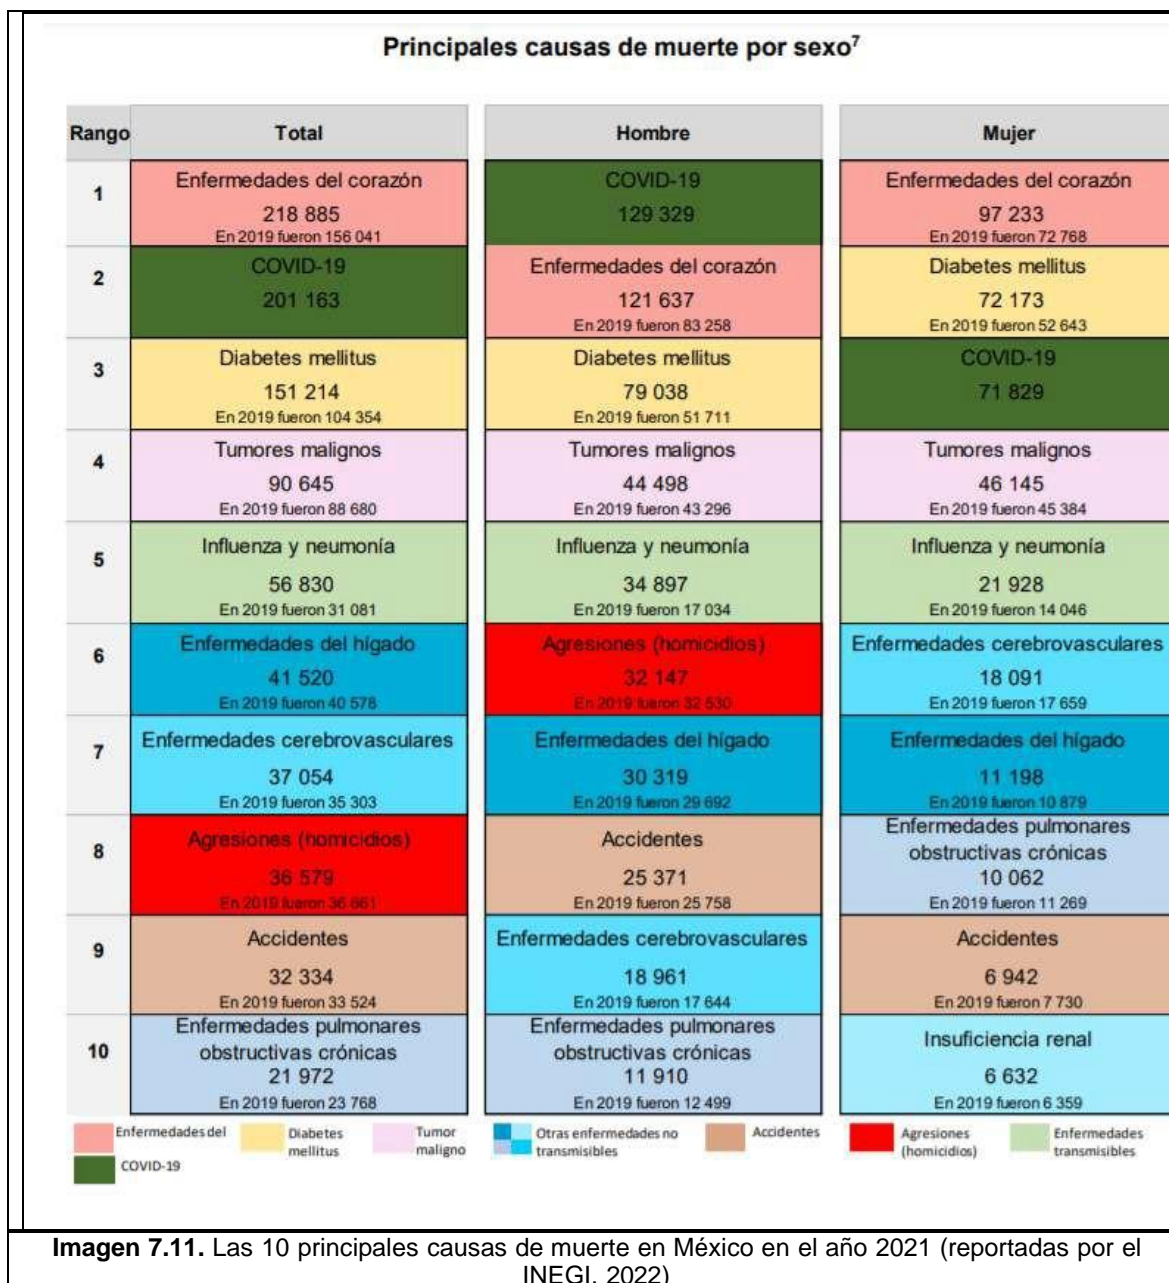 Principales causas de muerte por sexo7
Rango Total Hombre Mujer
1
Enfermedades del corazón
218 885
En 2019 fueron 156 041
COVID-19
129 329
Enfermedades del corazón
97 233
En 2019 fueron 72 768
2
COVID-19
201 163
Enfermedades del corazón
121 637
En 2019 fueron 83 258
Diabetes mellitus
72 173
En 2019 fueron 52 643
3
Diabetes mellitus
151 214
En 2019 fueron 104 354
Diabetes mellitus
79 038
En 2019 fueron 51 711
COVID-19
71 829
4
Tumores malignos
90 645
En 2019 fueron 88 680
Tumores malignos
44 498
En 2019 fueron 43 296
Tumores malignos
46 145
En 2019 fueron 45 384
5
Influenza y neumonía
56 830
En 2019 fueron 31 081
Influenza y neumonía
34 897
En 2019 fueron 17 034
Influenza y neumonía
21 928
En 2019 fueron 14 046
6
Enfermedades del hígado
41 520
En 2019 fueron 40 578
Agresiones (homicidios)
32 147
En 2019 fueron 32 530
Enfermedades cerebrovasculares
18 091
En 2019 fueron 17 659
7
Enfermedades cerebrovasculares
37 054
En 2019 fueron 35 303
Enfermedades del hígado
30 319
En 2019 fueron 29 692
Enfermedades del hígado
11 198
En 2019 fueron 10 879
8
Agresiones (homicidios)
36 579
En 2019 fueron 36 661
Accidentes
25 371
En 2019 fueron 25 758
Enfermedades pulmonares
obstructivas crónicas
10 062
En 2019 fueron 11 269
9
Accidentes
32 334
En 2019 fueron 33 524
Enfermedades cerebrovasculares
18 961
En 2019 fueron 17 644
Accidentes
6 942
En 2019 fueron 7 730
10
Enfermedades pulmonares
obstructivas crónicas
21 972
En 2019 fueron 23 768
Enfermedades pulmonares
obstructivas crónicas
11 910
En 2019 fueron 12 499
Insuficiencia renal
6 632
En 2019 fueron 6 359
Enfermedades del
COVID-19
Diabetes
mellitus
Tumor
maligno
Otras enfermedades no
transmisibles
Accidentes
Agresiones
(homicidios)
Enfermedades
transmisibles
Imagen 7.11. Las 10 principales causas de muerte en México en el año 2021 (reportadas por el
INEGI, 2022)